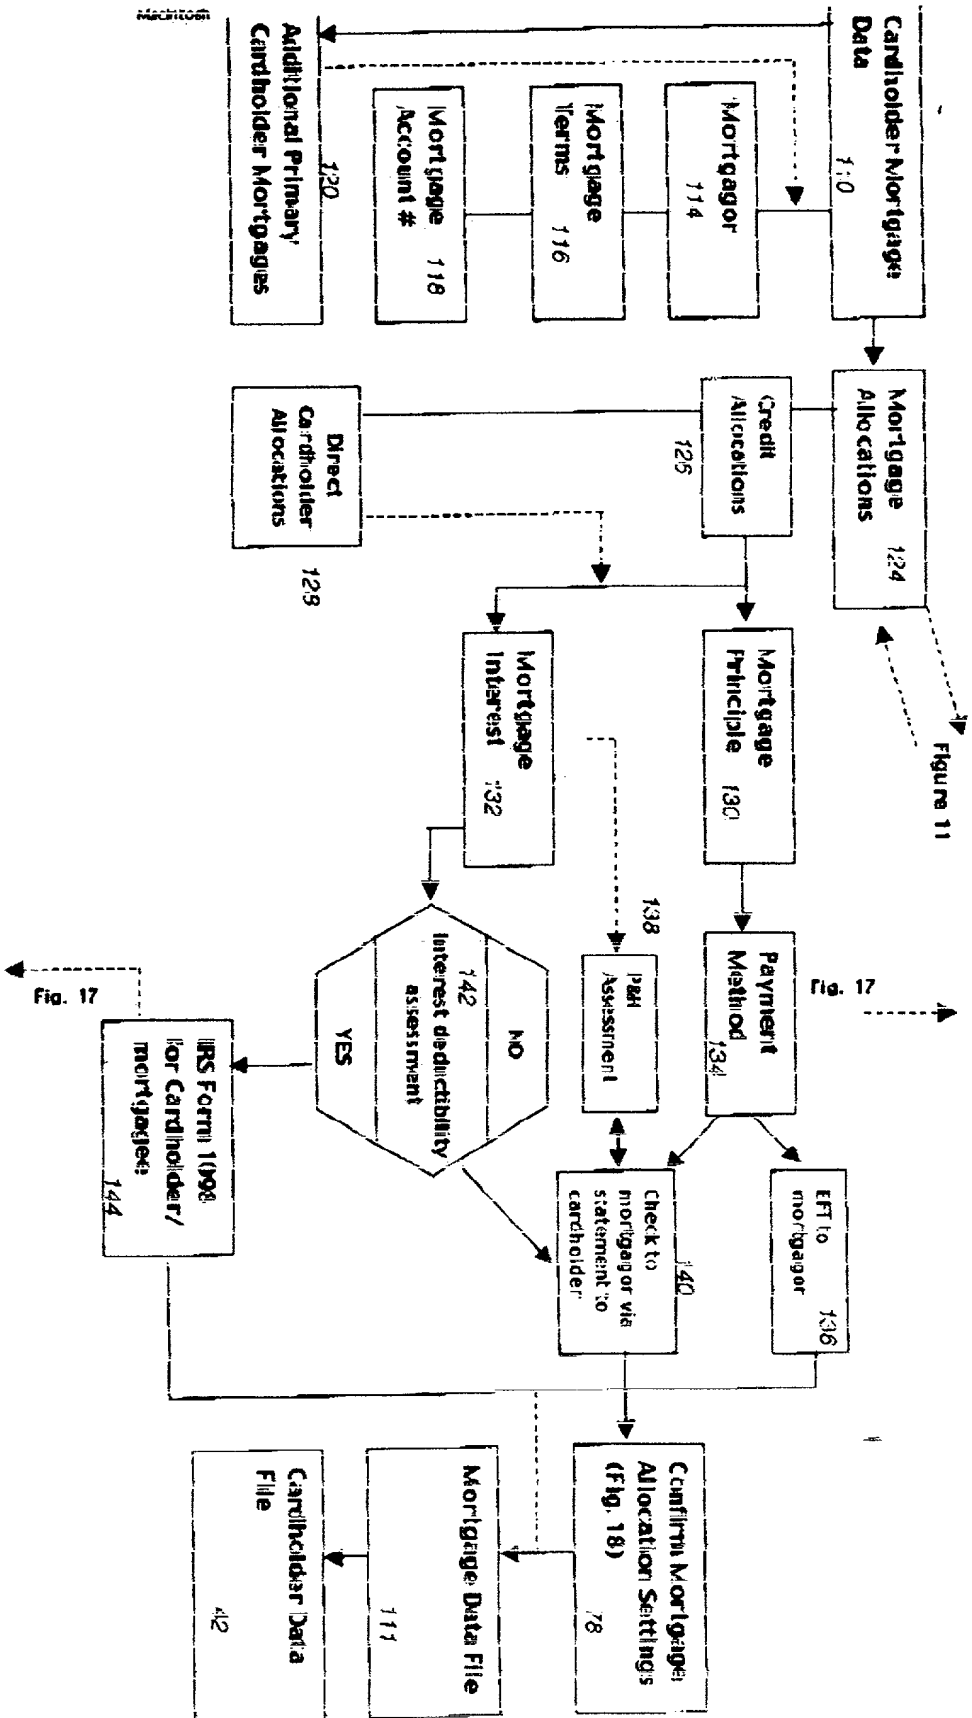 Cardholder Mortgage
Data
110
Mortgagor
114
Mortgage
Terms
116
Mortgage
Account #
118
120
Additional Primary
Cardholder Mortgages
Macintosh
Mortgage
Allocations
124
Credit
Allocations
126
Direct
Cardholder
Allocations
128
Figure 11
Mortgage
Principle
130
Mortgage
Interest
132
Fig. 17
Payment
Method
134
138
P&I
Assessment
NO
142
Interest deductibility
assessment
YES
Fig. 17
IRS Form 1098
for Cardholder/
mortgagee
144
EFT to
mortgagor
136
140
Check to
mortgagor via
statement to
cardholder
Confirm Mortgage
Allocation Settings
(Fig. 18)
78
Mortgage Data File
111
Cardholder Data
File
42